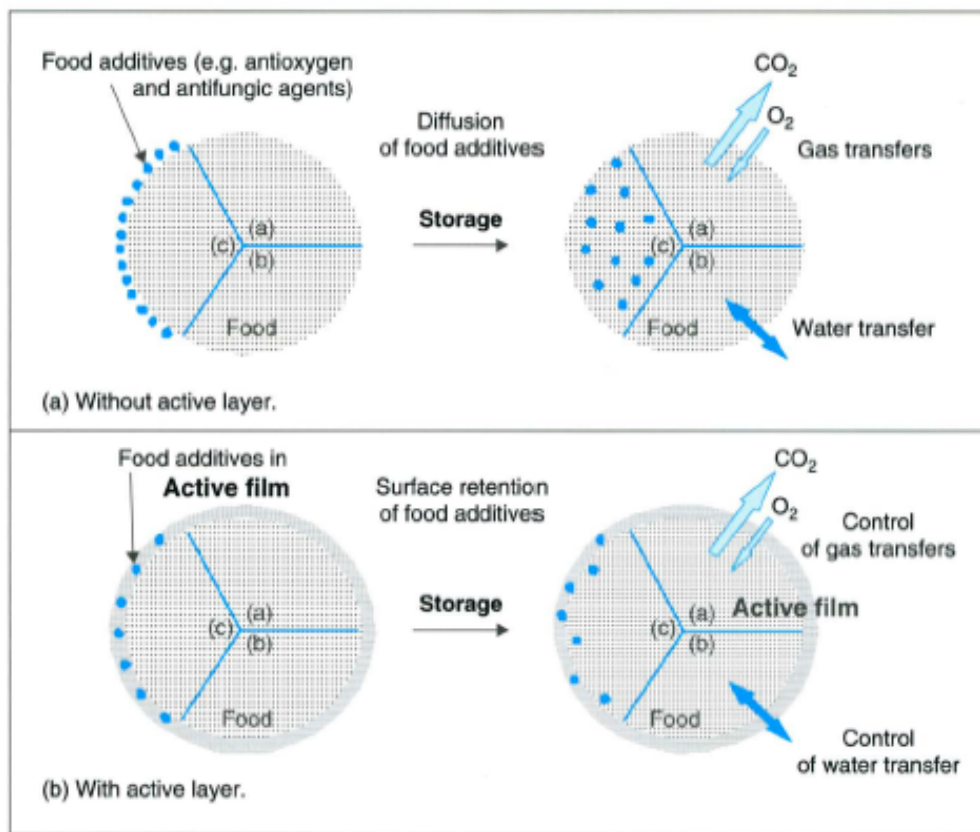 Food additives (e.g. antioxygen
and antifungic agents)
Diffusion
of food additives
Storage
(a)
(c)
(b)
Food
CO₂
O₂
Gas transfers
(a)
(c)
(b)
Food
Water transfer
(a) Without active layer.
Food additives in
Active film
Surface retention
of food additives
Storage
(a)
(c)
(b)
Food
CO₂
O₂
Control
of gas transfers
Active film
(a)
(c)
(b)
Food
Control
of water transfer
(b) With active layer.